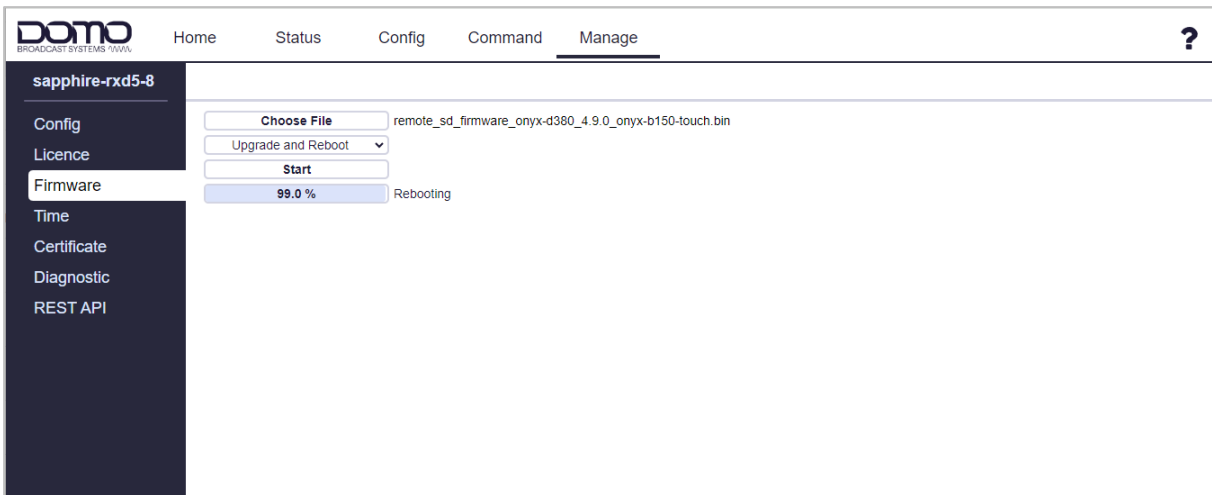 DOMO
BROADCAST SYSTEMS
Home Status Config Command Manage
?
sapphire-rxd5-8
Config
Licence
Firmware
Time
Certificate
Diagnostic
REST API
Choose File remote_sd_firmware_onyx-d380_4.9.0_onyx-b150-touch.bin
Upgrade and Reboot
Start
99.0 % Rebooting